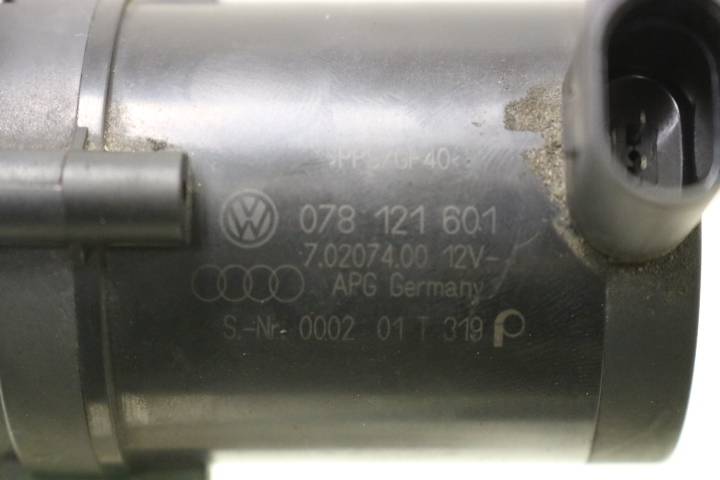 078 121 601
7.02074.00 12V-
APG Germany
S.-Nr. 0002 01 T 319